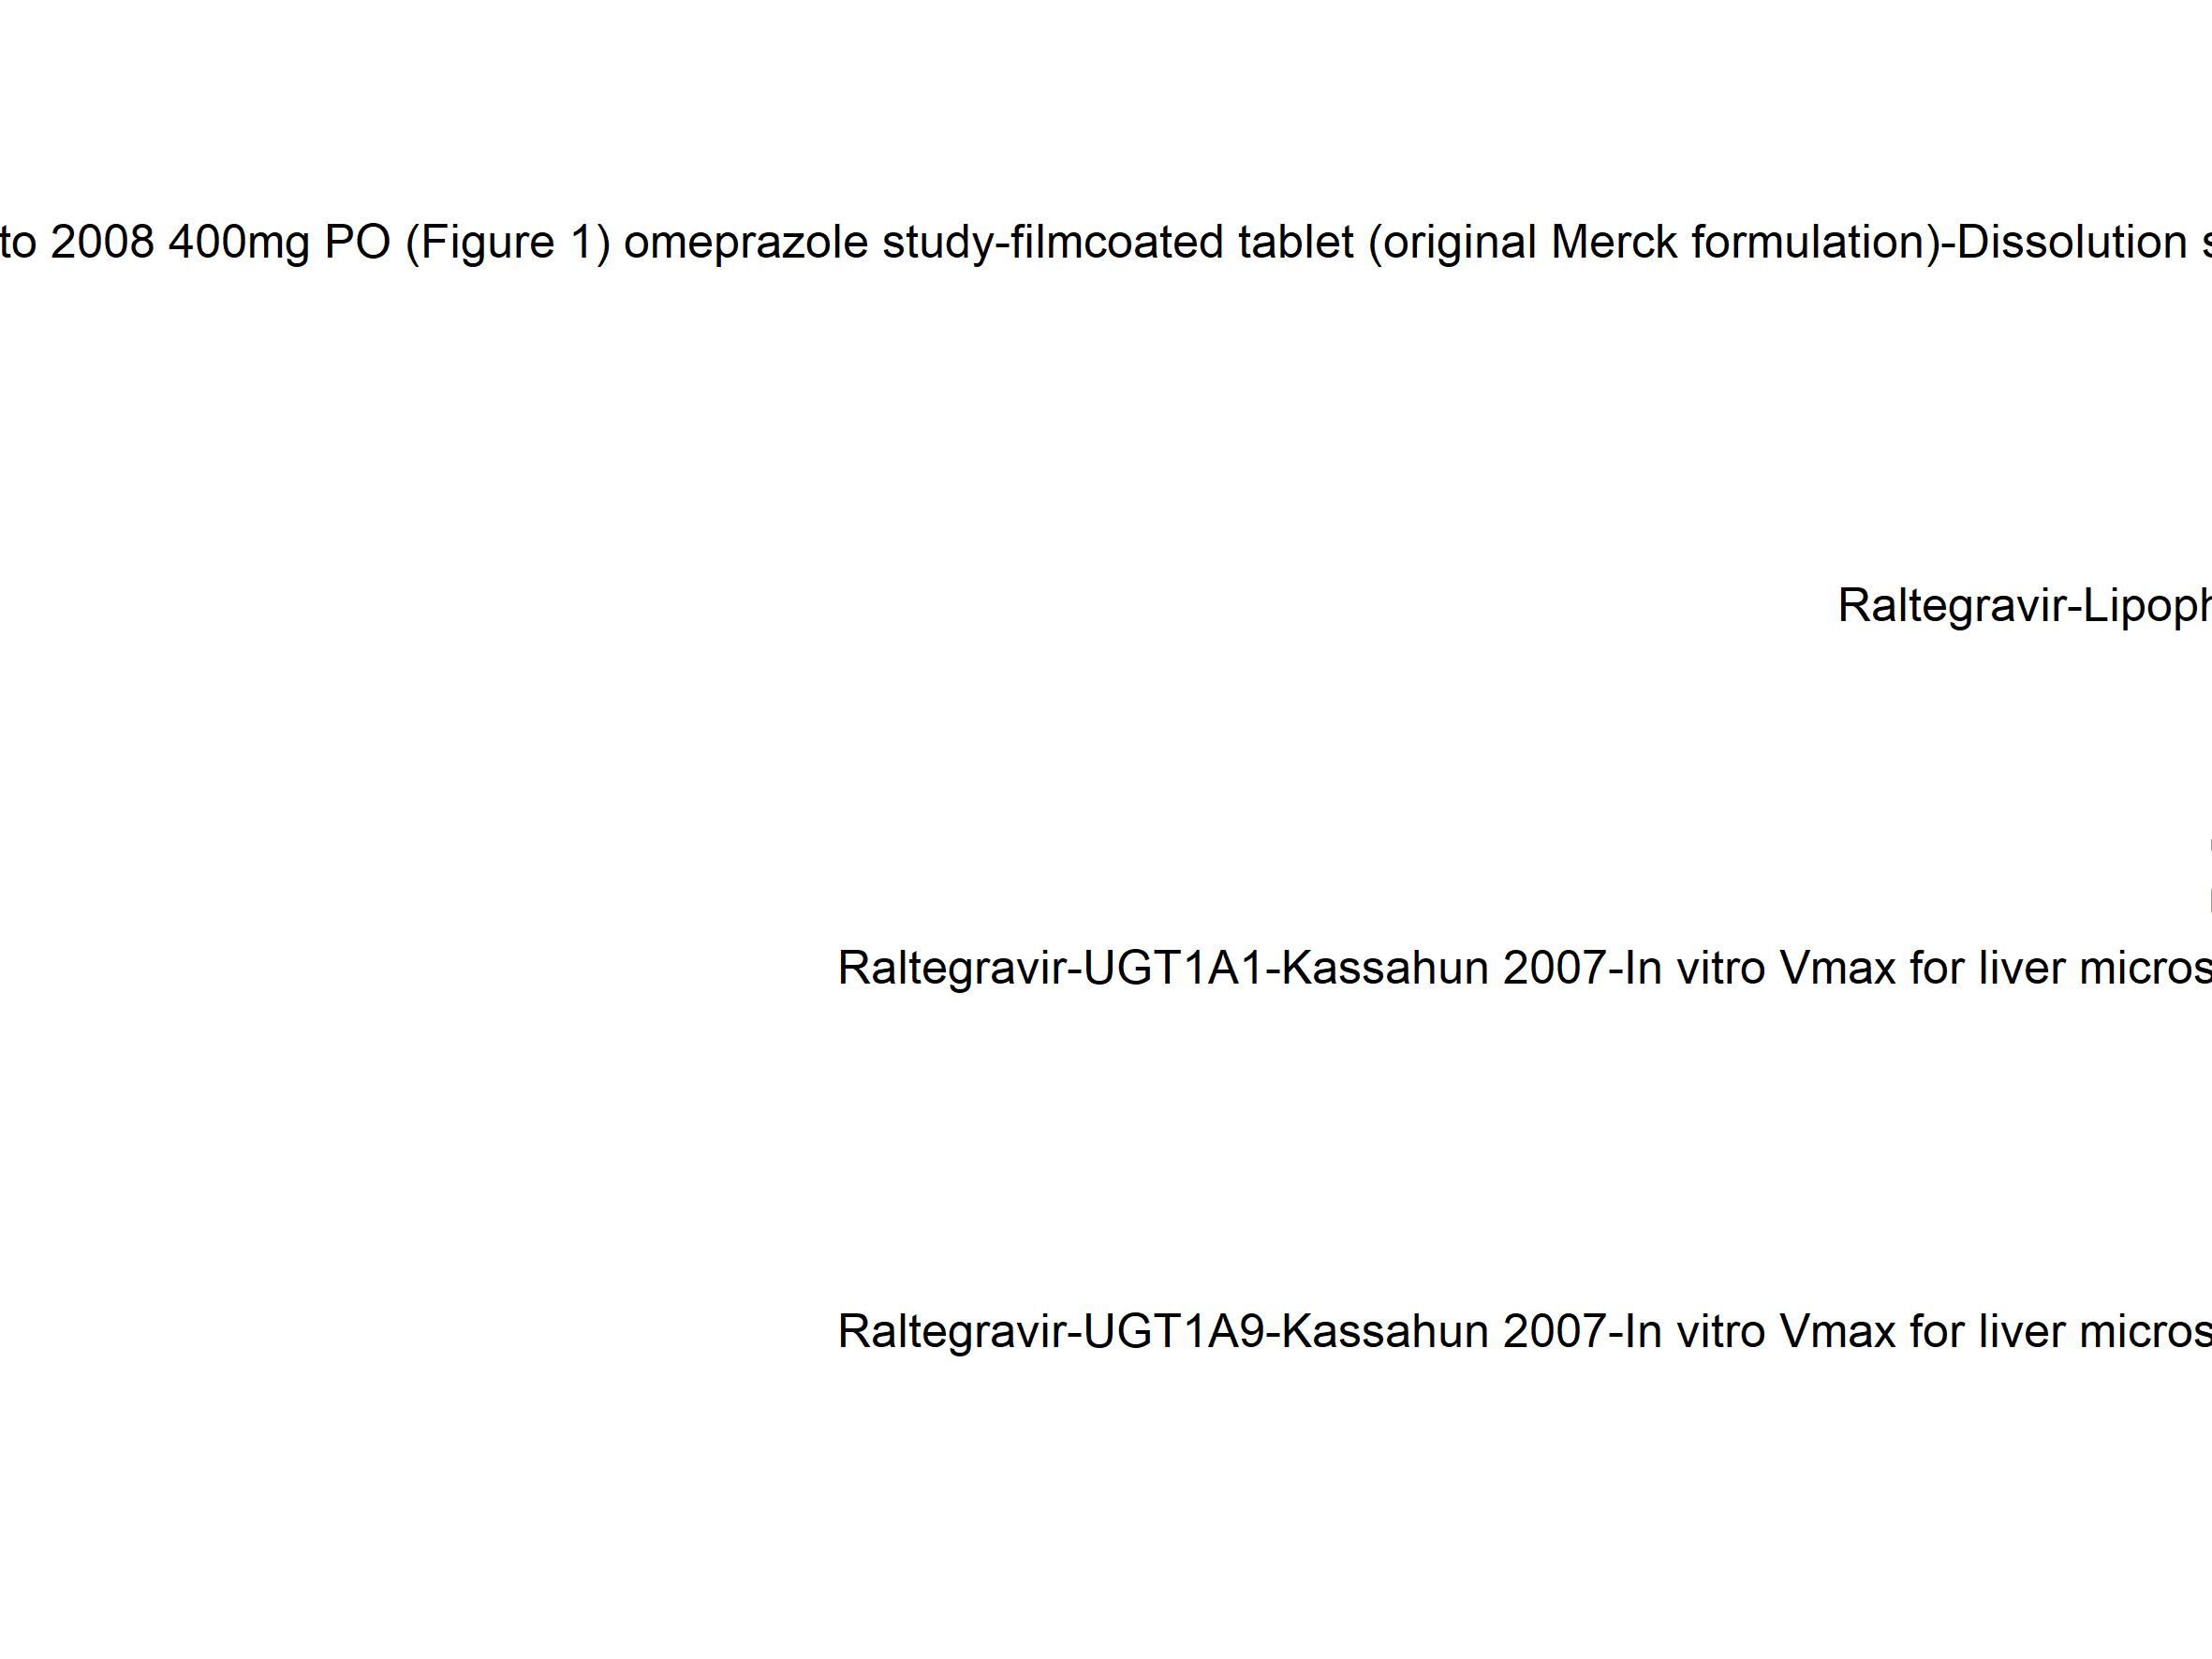 to 2008 400mg PO (Figure 1) omeprazole study-filmcoated tablet (original Merck formulation)-Dissolution s
Raltegravir-Lipoph
Raltegravir-UGT1A1-Kassahun 2007-In vitro Vmax for liver micros
Raltegravir-UGT1A9-Kassahun 2007-In vitro Vmax for liver micros